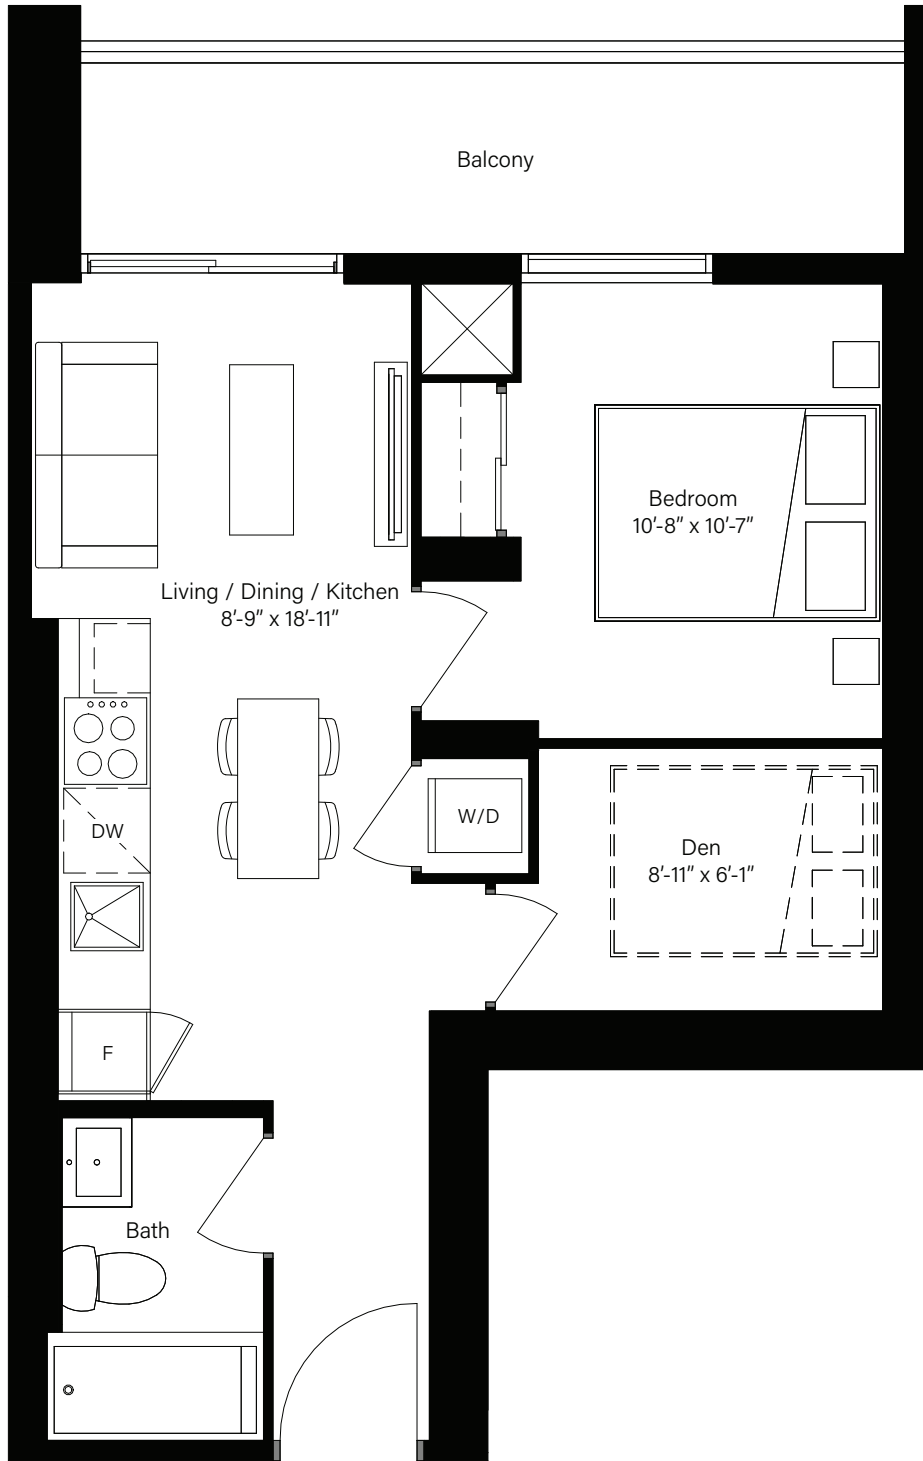 Balcony
Bedroom
10'-8" x 10'-7"
Living / Dining / Kitchen
8'-9" x 18'-11"
DW
W/D
Den
8'-11" x 6'-1"
F
Bath